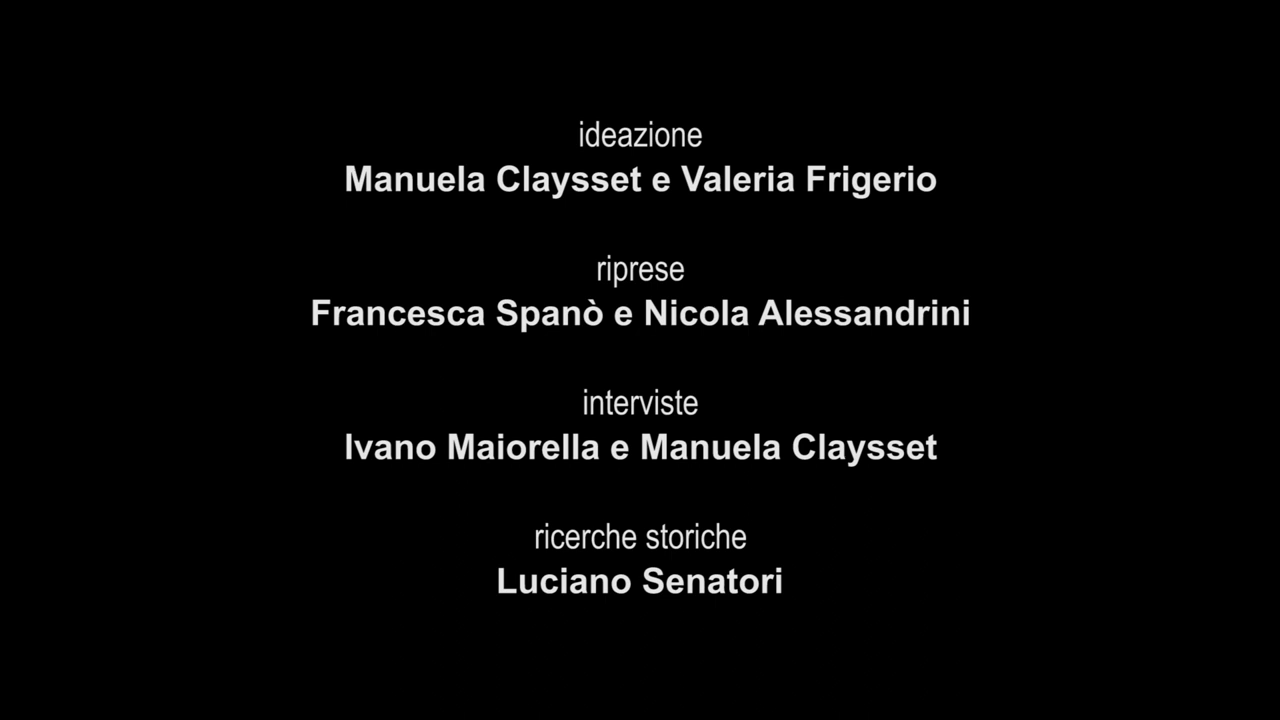 ideazione
Manuela Claysset e Valeria Frigerio
riprese
Francesca Spanò e Nicola Alessandrini
interviste
Ivano Maiorella e Manuela Claysset
ricerche storiche
Luciano Senatori